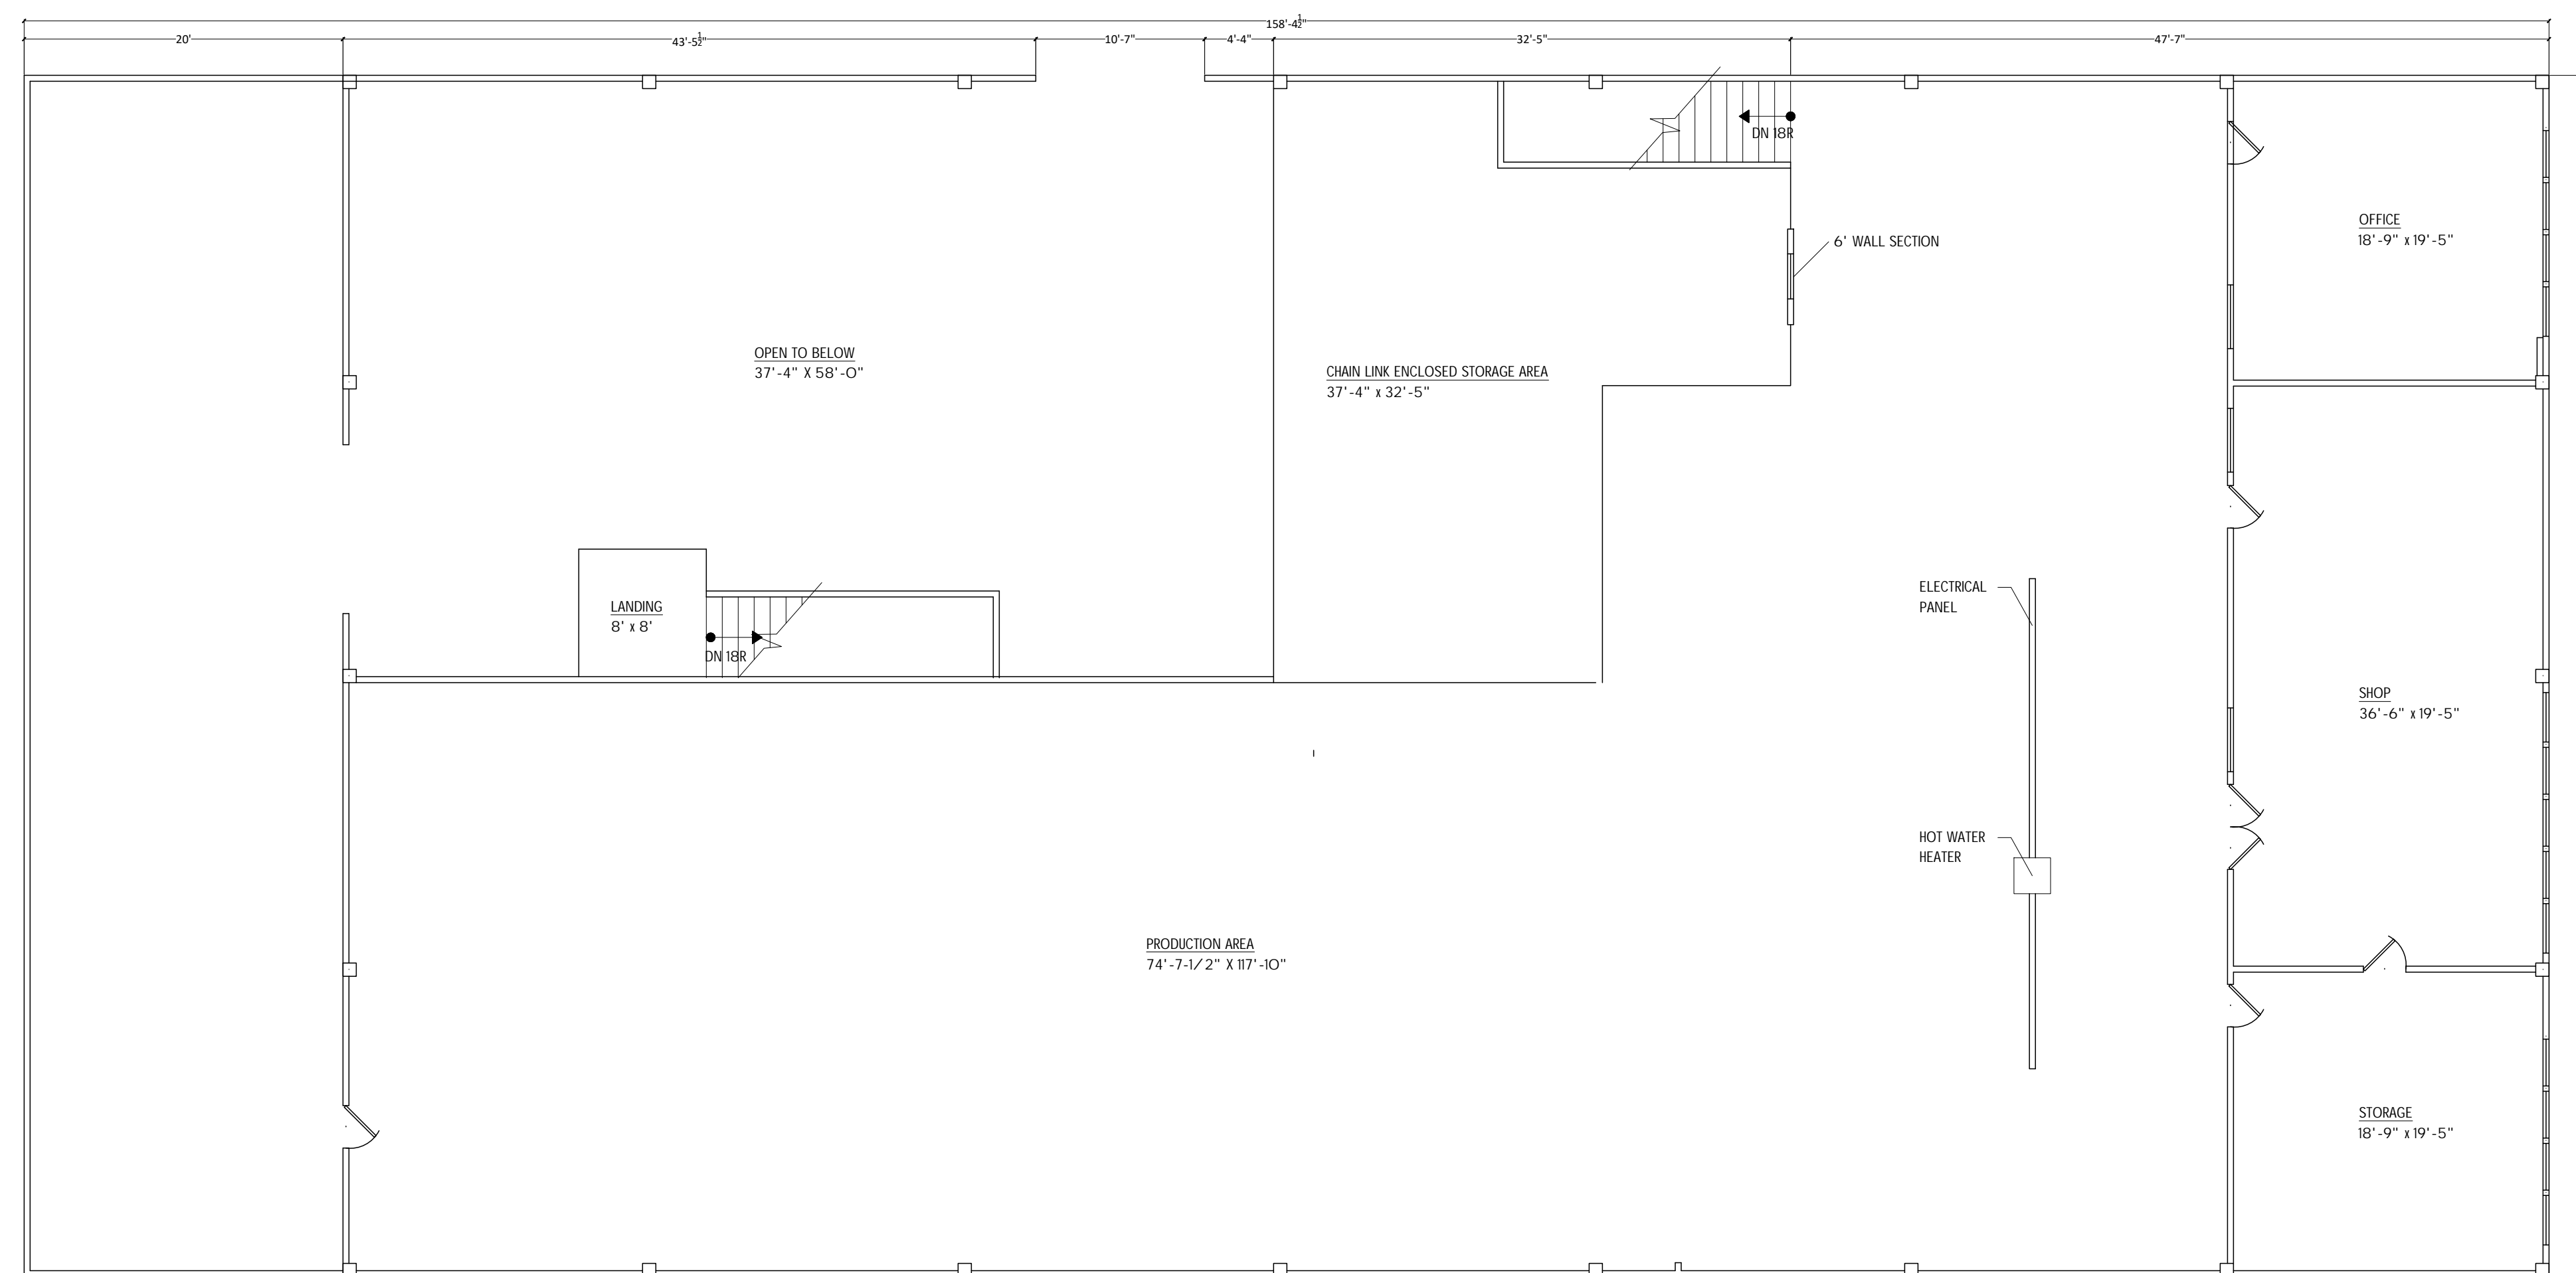 158'-4½"
20'
43'-5½"
10'-7"
4'-4"
32'-5"
47'-7"
DN 18R
OFFICE
18'-9" x 19'-5"
6' WALL SECTION
OPEN TO BELOW
37'-4" X 58'-0"
CHAIN LINK ENCLOSED STORAGE AREA
37'-4" x 32'-5"
ELECTRICAL
PANEL
LANDING
8' x 8'
DN 18R
SHOP
36'-6" x 19'-5"
HOT WATER
HEATER
PRODUCTION AREA
74'-7-1/2" X 117'-10"
STORAGE
18'-9" x 19'-5"